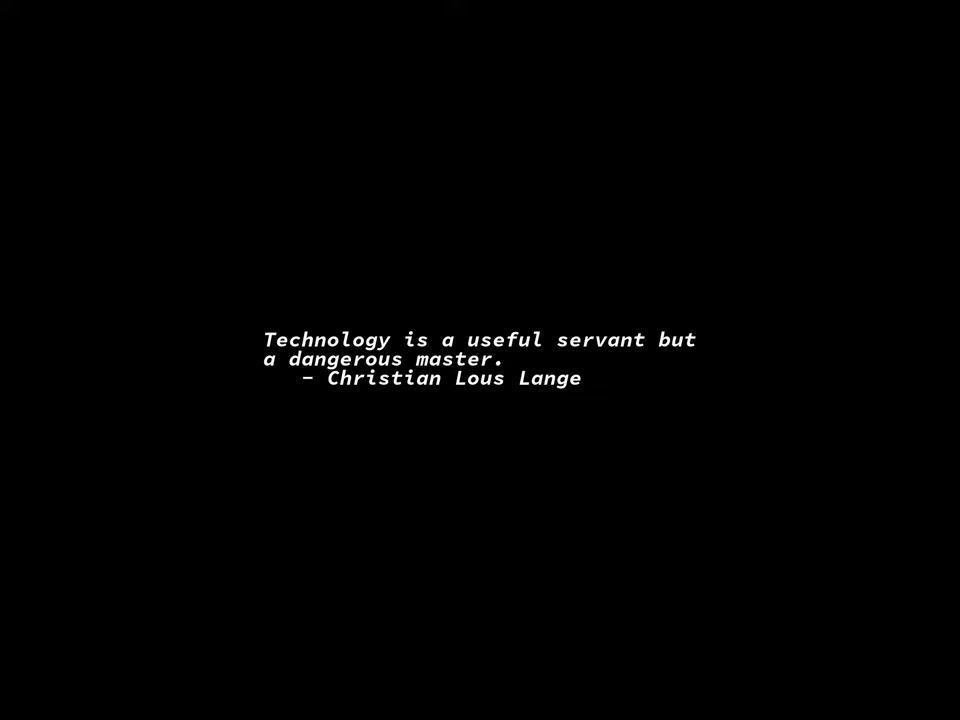 Technology is a useful servant but
a dangerous master.
– Christian Lous Lange